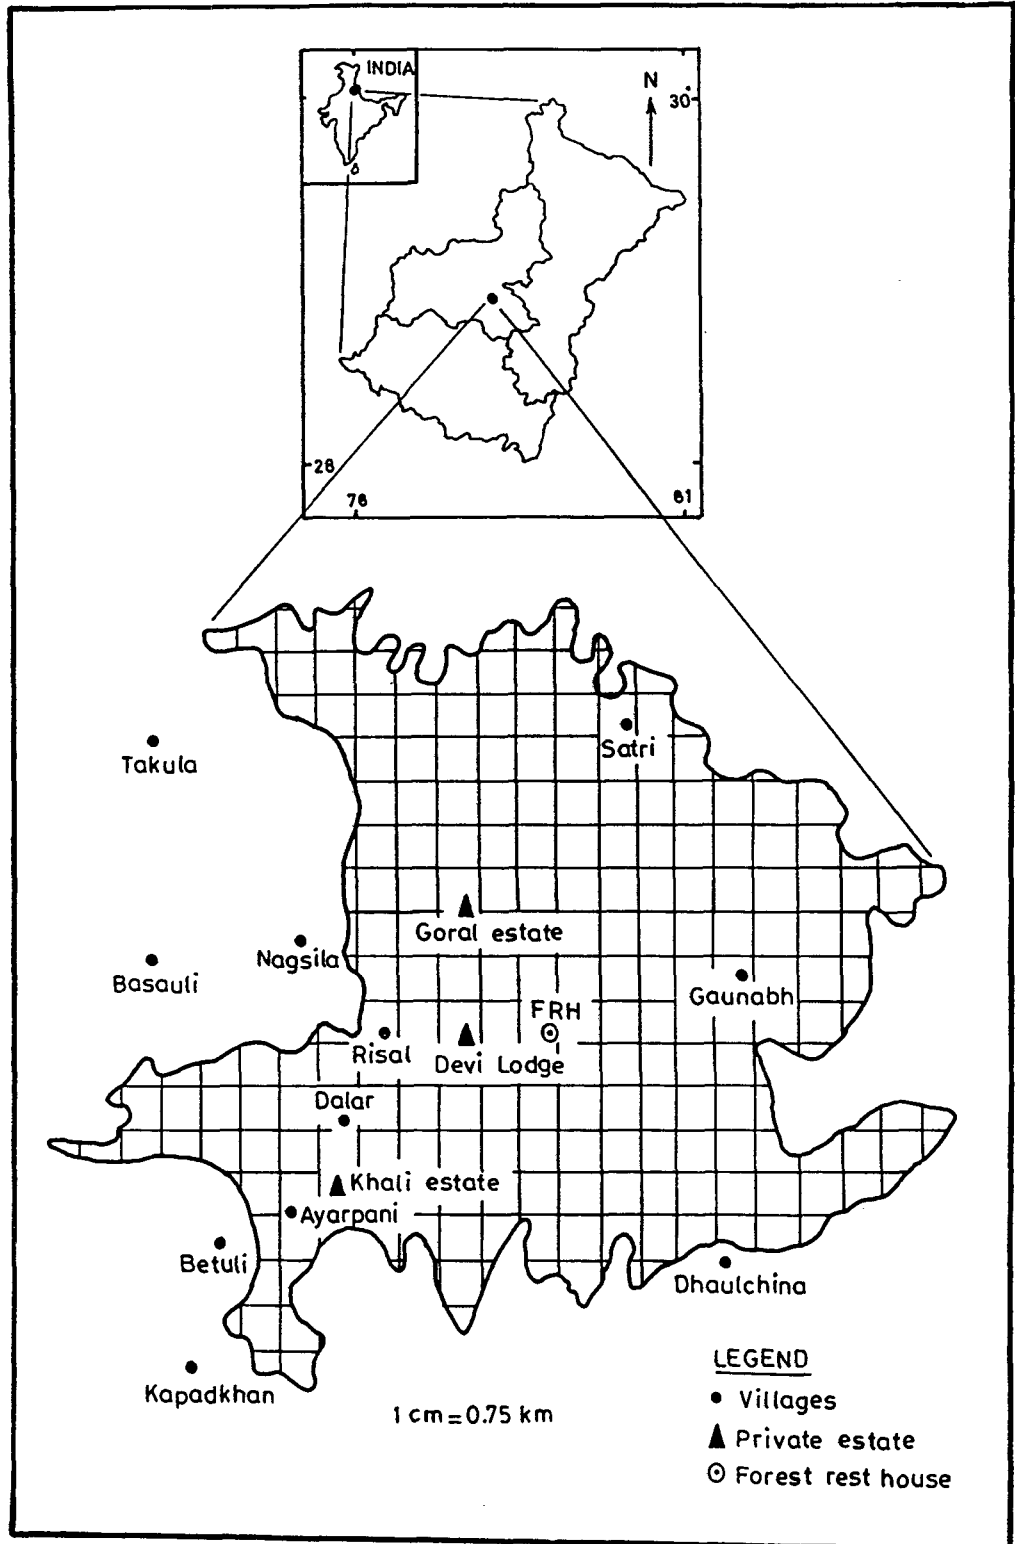 INDIA
N
30°
28
78
81
Satri
Takula
Goral estate
Nagsila
Basauli
Gaunabh
FRH
Risal
Devi Lodge
Dalar
Khali estate
Ayarpani
Betuli
Dhaulchina
Kapadkhan
1 cm = 0.75 km
LEGEND
Villages
Private estate
Forest rest house